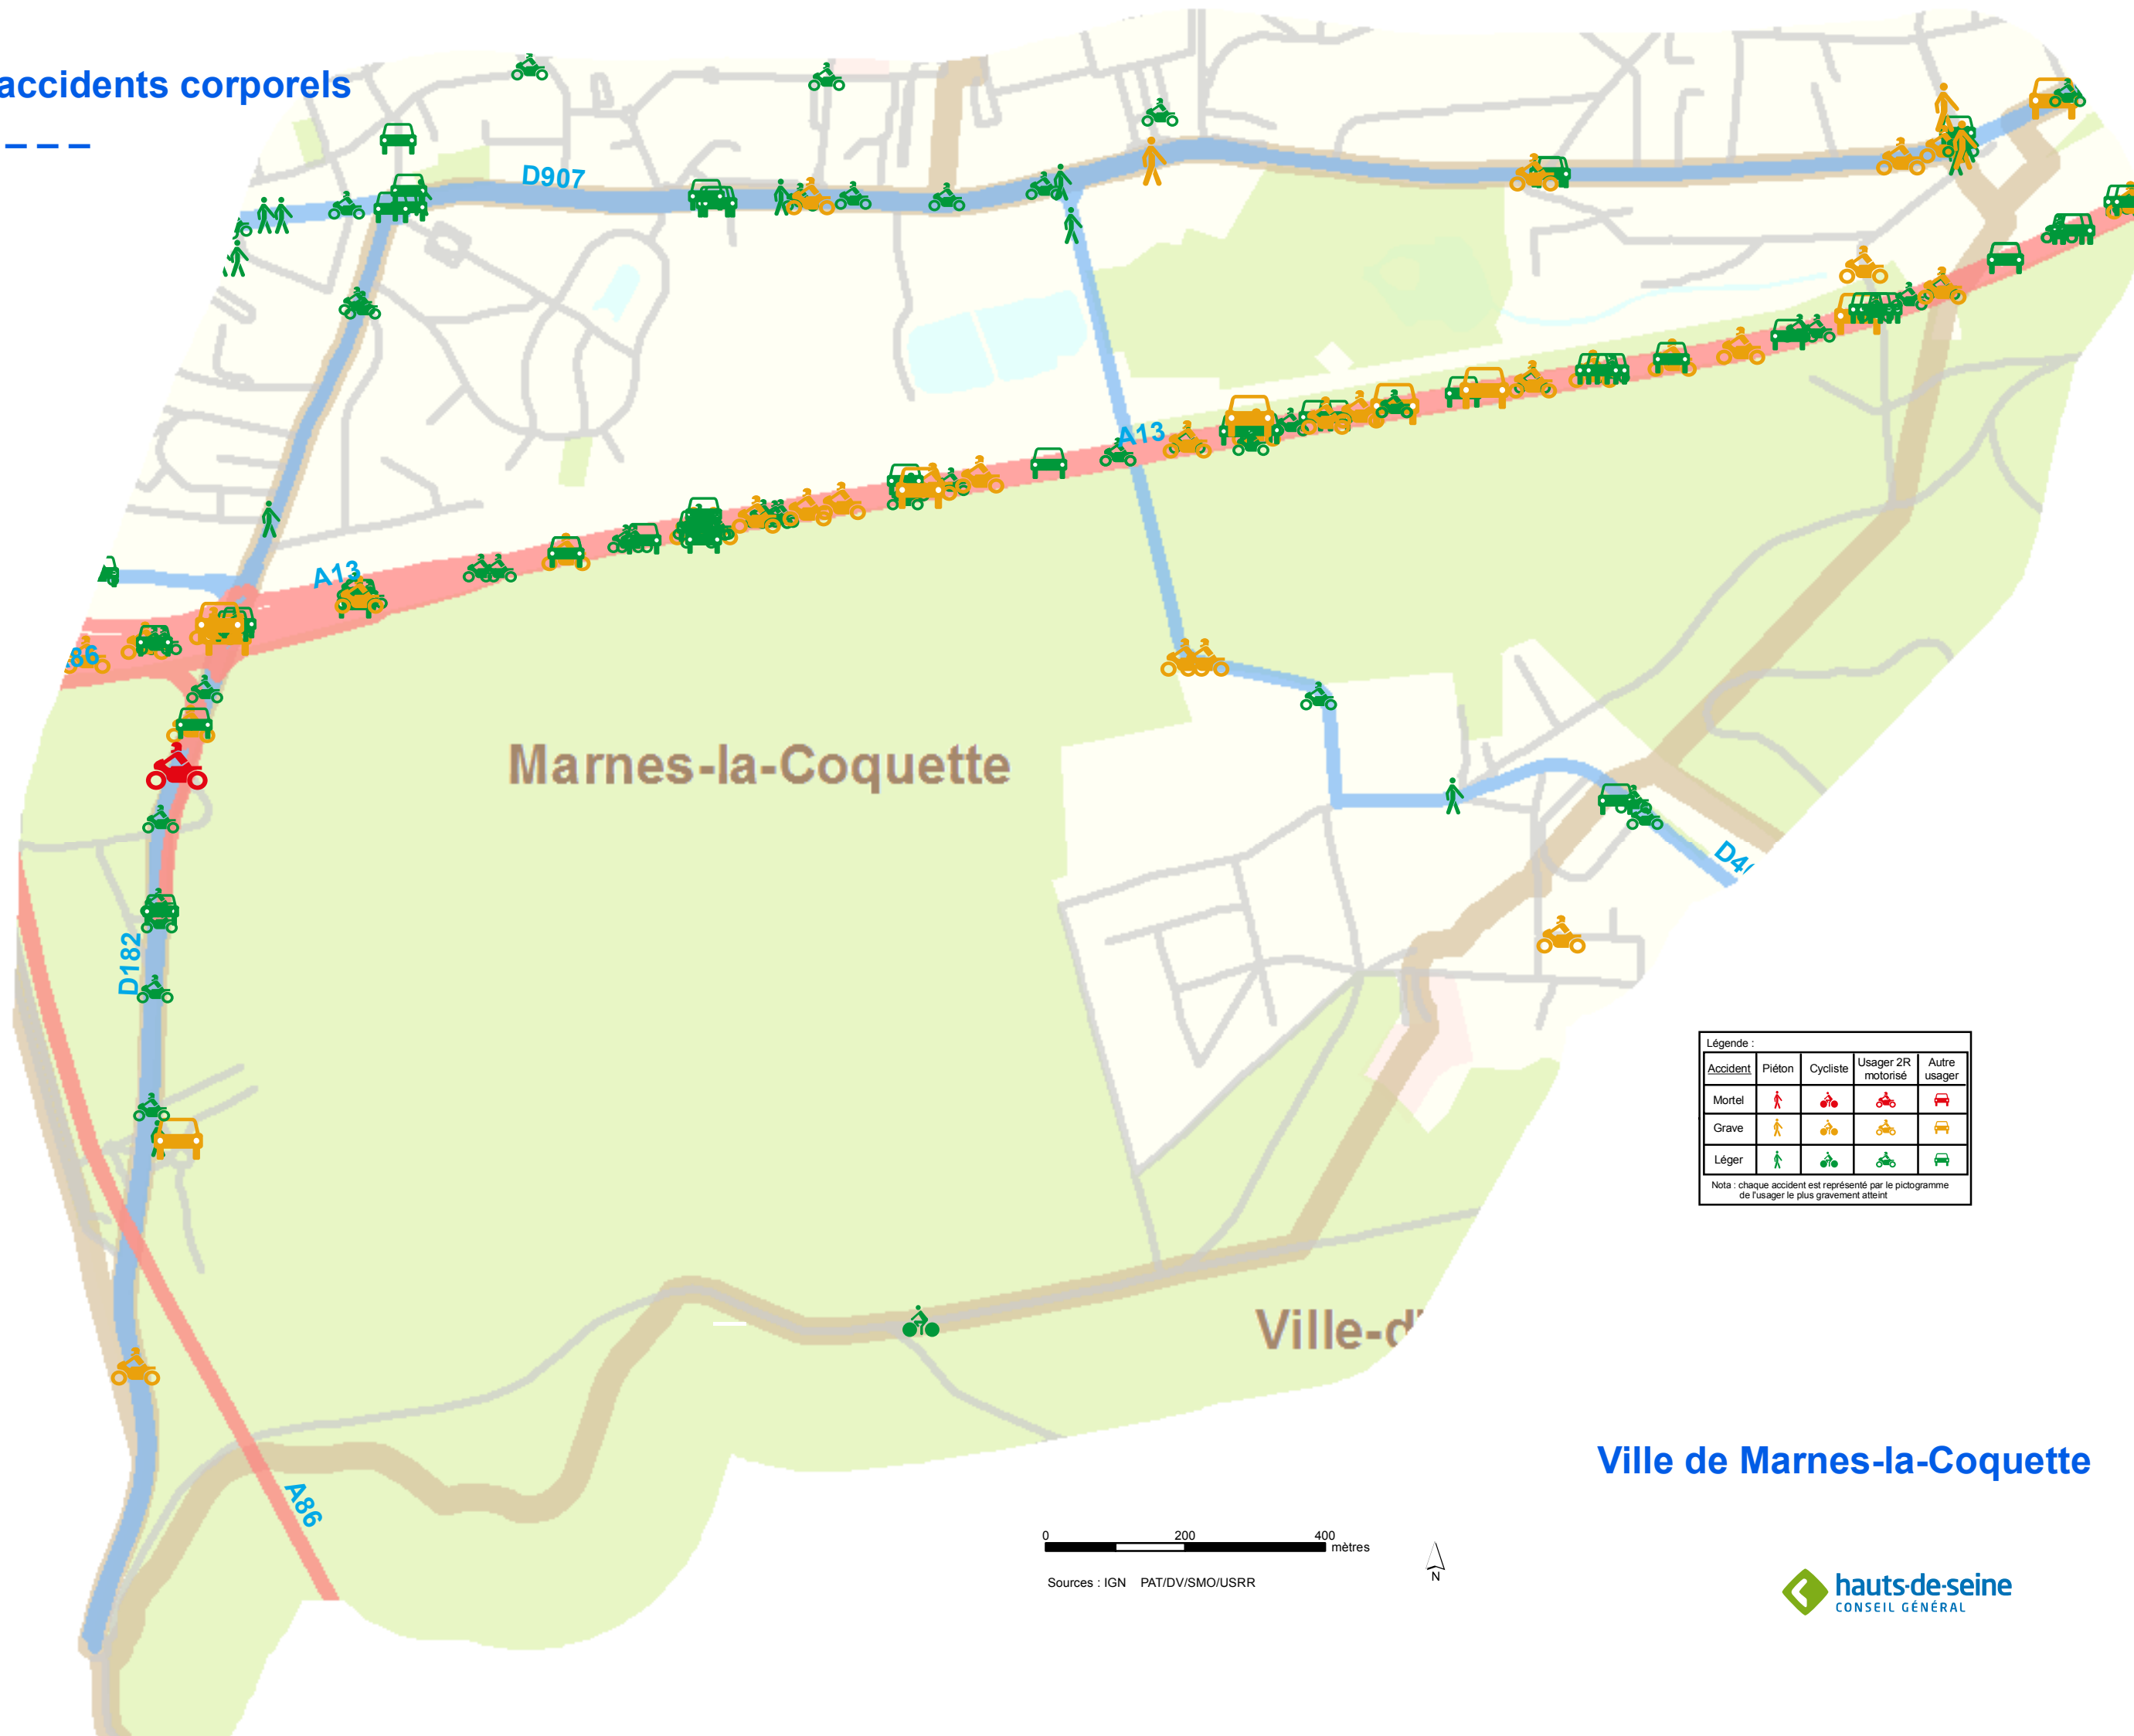 accidents corporels
D907
A13
A13
86
Marnes-la-Coquette
D182
Légende :
Accident Piéton Cycliste Usager 2R motorisé Autre usager
Mortel
Grave
Léger
Nota : chaque accident est représenté par le pictogramme
de l'usager le plus gravement atteint
Ville de Marnes-la-Coquette
A86
0 200 400
mètres
Sources : IGN PAT/DV/SMO/USRR
N
hauts-de-seine
CONSEIL GÉNÉRAL